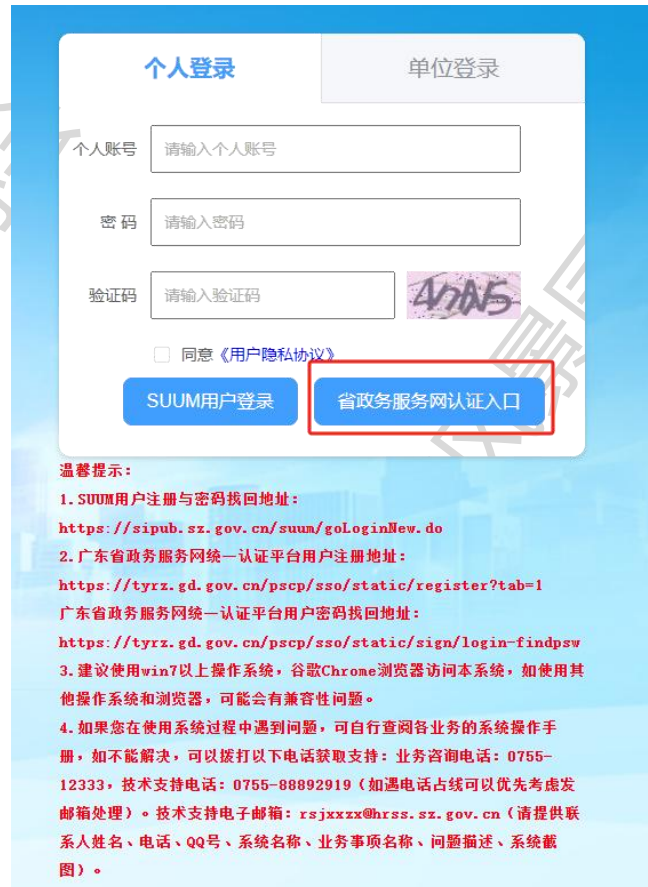 个人登录
单位登录
个人账号
请输入个人账号
密 码
请输入密码
验证码
请输入验证码
同意《用户隐私协议》
SUUM用户登录
省政务服务网认证入口
温馨提示：
1. SUUM用户注册与密码找回地址：
https://sipub.sz.gov.cn/suum/goLoginNew.do
2. 广东省政务服务网统一认证平台用户注册地址：
https://tyrz.gd.gov.cn/pscp/sso/static/register?tab=1
广东省政务服务网统一认证平台用户密码找回地址：
https://tyrz.gd.gov.cn/pscp/sso/static/sign/login-findpsw
3. 建议使用win7以上操作系统，谷歌Chrome浏览器访问本系统，如使用其
他操作系统和浏览器，可能会有兼容性问题。
4. 如果您在使用系统过程中遇到问题，可自行查阅各业务的系统操作手
册，如不能解决，可以拨打以下电话获取支持：业务咨询电话：0755-
12333，技术支持电话：0755-88892919（如遇电话占线可以优先考虑发
邮箱处理）。技术支持电子邮箱：rsjxxzx@hrss.sz.gov.cn（请提供联
系人姓名、电话、QQ号、系统名称、业务事项名称、问题描述、系统截
图）。